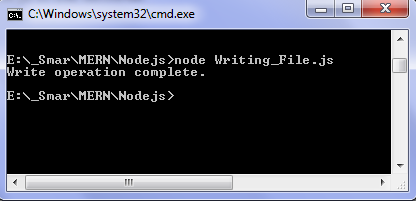 C:\Windows\system32\cmd.exe
E:\_Smar\MERN\Nodejs>node Writing_File.js
Write operation complete.
E:\_Smar\MERN\Nodejs>